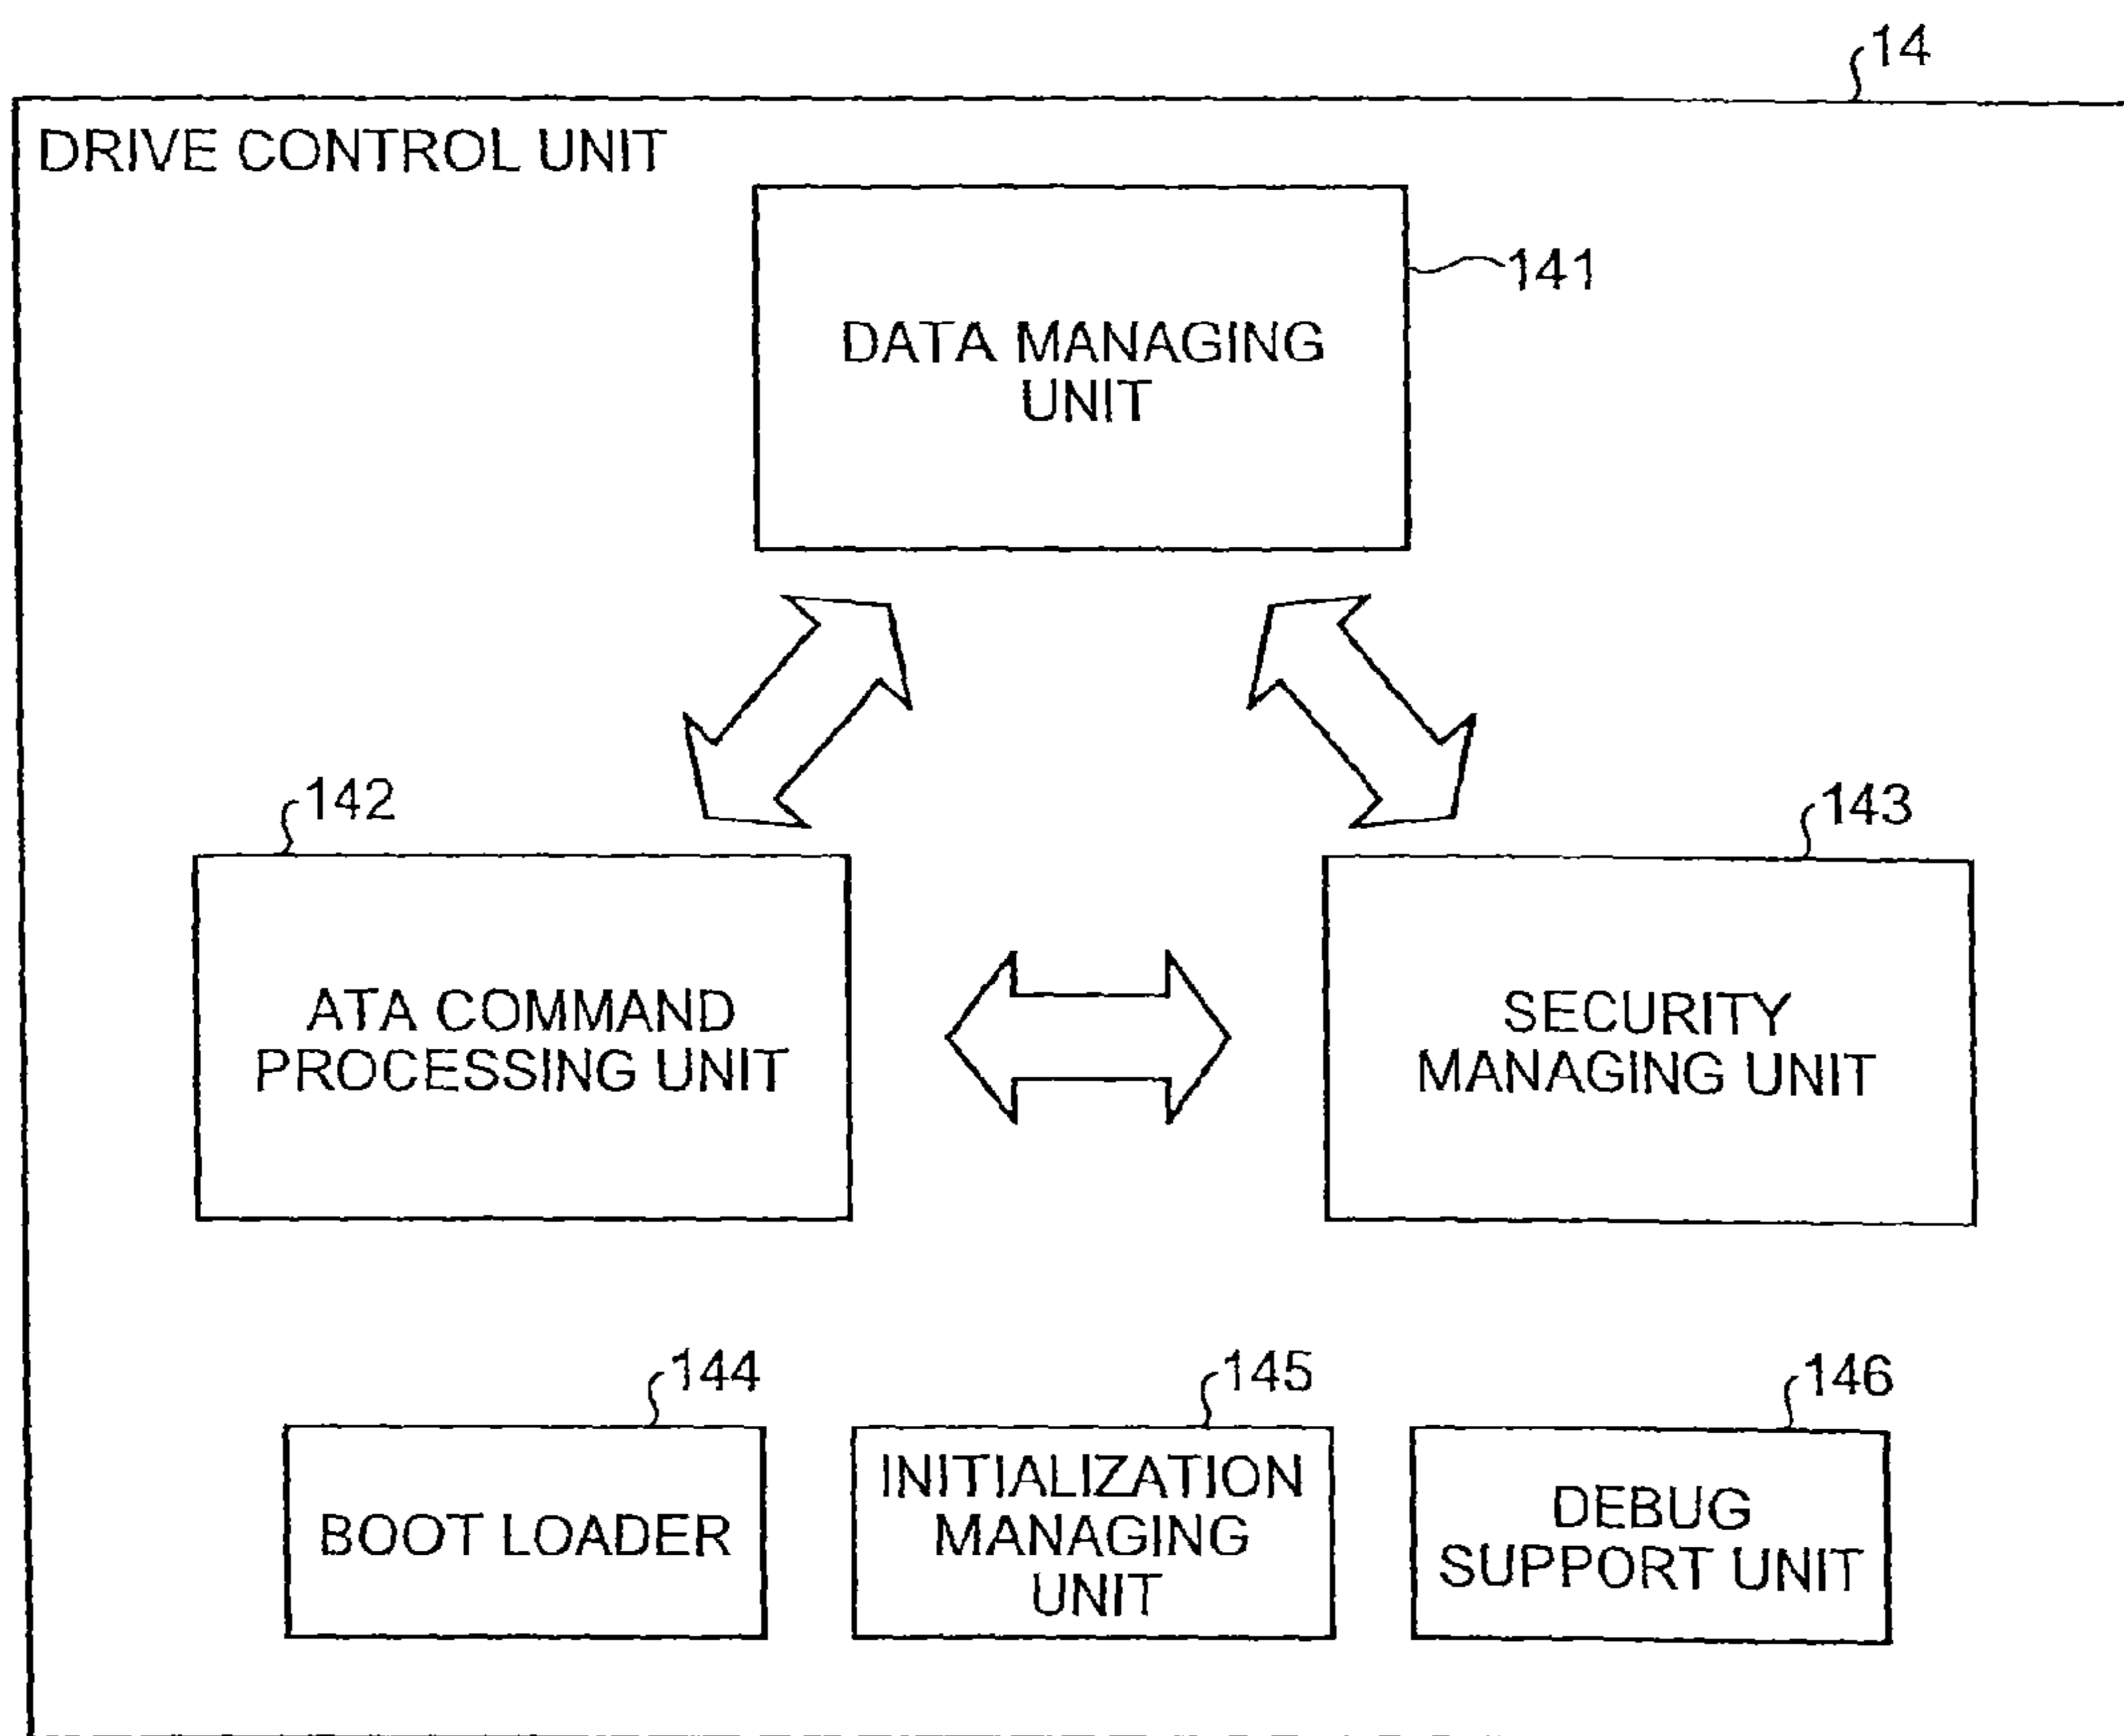 14
DRIVE CONTROL UNIT
141
DATA MANAGING
UNIT
142
143
ATA COMMAND
PROCESSING UNIT
SECURITY
MANAGING UNIT
144
145
146
BOOT LOADER
INITIALIZATION
MANAGING
UNIT
DEBUG
SUPPORT UNIT